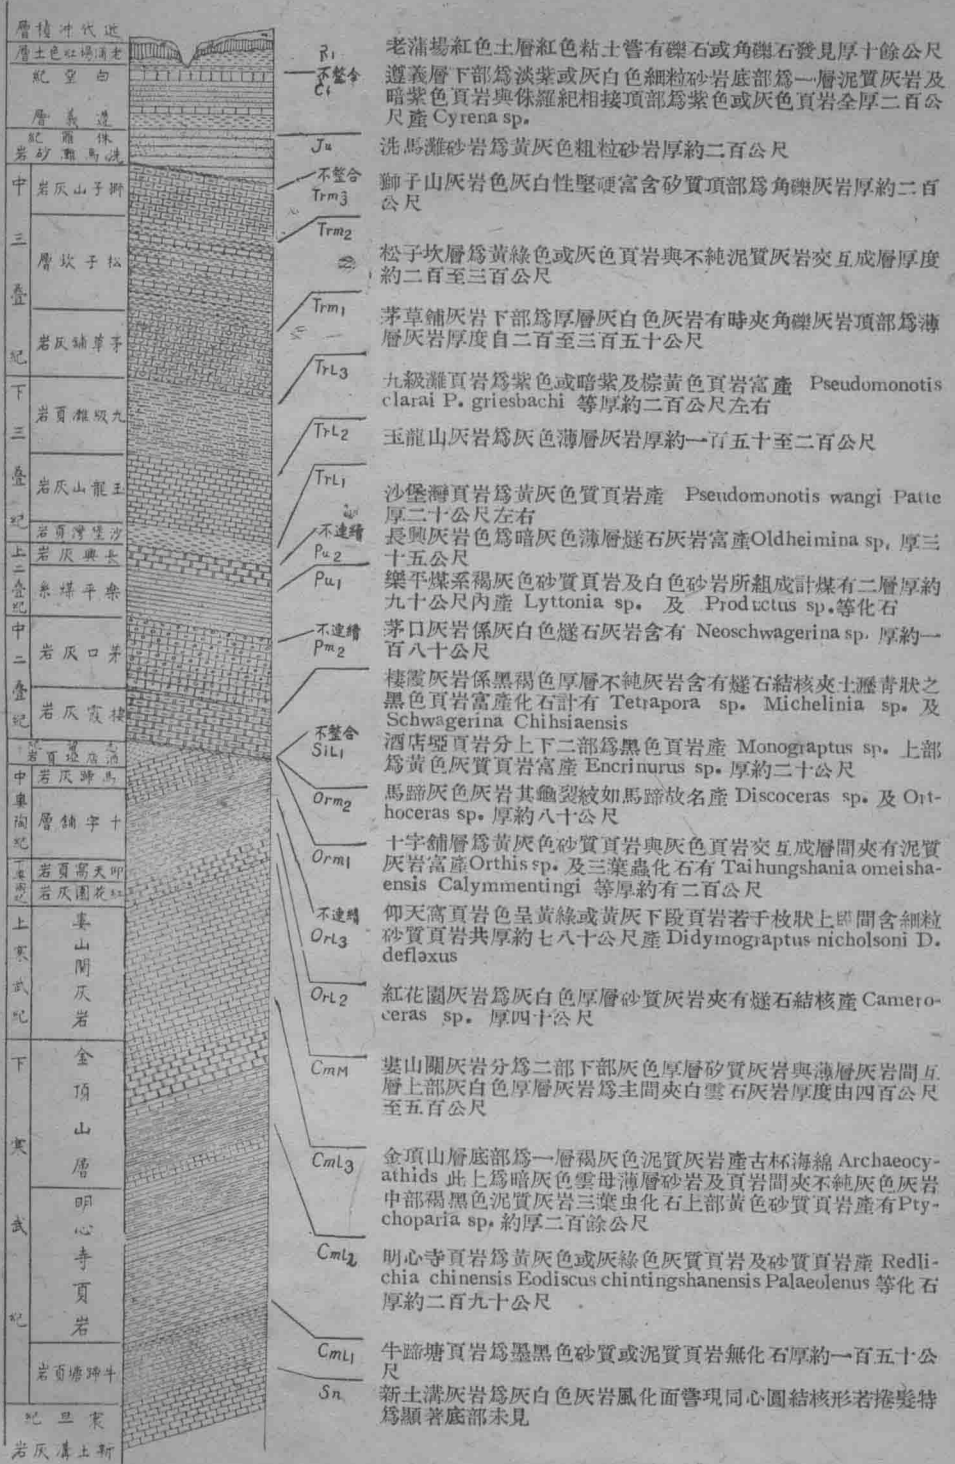 近代沖積層
老浦場紅色土層
白堊紀
遵義層
侏羅紀
洗馬灘砂岩
中三疊紀
獅子山灰岩
松子坎層
茅草鋪灰岩
下三疊紀
九級灘頁岩
玉龍山灰岩
沙堡灣頁岩
上二疊紀
長興灰岩
樂平煤系
中二疊紀
茅口灰岩
棲霞灰岩
酒店埡頁岩
中奧陶紀
馬蹄灰岩
十字舖層
仰天窩頁岩
紅花園灰岩
上寒武紀
婁山關灰岩
下寒武紀
金頂山層
明心寺頁岩
牛蹄塘頁岩
震旦紀
新土溝灰岩
R1
不整合
Ju
不整合
Trm3
Trm2
Trm1
TrL3
TrL2
TrL1
不連續
Pu2
Pu1
不連續
Pm2
不整合
SiL1
Orm2
Orm1
不連續
OrL3
OrL2
CmM
CmL3
CmL2
CmL1
Sn
老蒲場紅色土層紅色粘土嘗有礫石或角礫石發見厚十餘公尺
遵義層下部爲淡紫或灰白色細粒砂岩底部爲一層泥質灰岩及
暗紫色頁岩與侏羅紀相接頂部爲紫色或灰色頁岩全厚二百公
尺產Cyrena sp.
洗馬灘砂岩爲黃灰色粗粒砂岩厚約二百公尺
獅子山灰岩色灰白性堅硬富含矽質頂部爲角礫灰岩厚約二百
公尺
松子坎層爲黃綠色或灰色頁岩與不純泥質灰岩交互成層厚度
約二百至三百公尺
茅草鋪灰岩下部爲厚層灰白色灰岩有時夾角礫灰岩頂部爲薄
層灰岩厚度自二百至三百五十公尺
九級灘頁岩爲紫色或暗紫及棕黃色頁岩富產 Pseudomonotis
clarai P. griesbachi 等厚約二百公尺左右
玉龍山灰岩爲灰色薄層灰岩厚約一百五十至二百公尺
沙堡灣頁岩爲黃灰色質頁岩產 Pseudomonotis wangi Patte
厚二十公尺左右
長興灰岩色爲暗灰色薄層燧石灰岩富產Oldheimina sp. 厚三
十五公尺
樂平煤系褐灰色砂質頁岩及白色砂岩所組成計煤有二層厚約
九十公尺內產 Lyttonia sp. 及 Productus sp.等化石
茅口灰岩係灰白色燧石灰岩含有 Neoschwagerina sp. 厚約一
百八十公尺
棲霞灰岩係黑褐色厚層不純灰岩含有燧石結核夾土瀝青狀之
黑色頁岩富產化石計有 Tetrapora sp. Michelinia sp. 及
Schwagerina Chihsiaensis
酒店埡頁岩分上下二部爲黑色頁岩產 Monograptus sp. 上部
爲黃色灰質頁岩富產Encrinurus sp. 厚約二十公尺
馬蹄灰色灰岩其龜裂紋如馬蹄故名產 Discoceras sp. 及 Ort-
hoceras sp. 厚約八十公尺
十字舖層爲黃灰色砂質頁岩與灰色頁岩交互成層間夾有泥質
灰岩富產Orthis sp. 及三葉蟲化石有 Taihungshania omeisha-
ensis Calymmentingi 等厚約有二百公尺
仰天窩頁岩色呈黃綠或黃灰下段頁岩若于枚狀上即間含細粒
砂質頁岩共厚約七八十公尺產Didymograptus nicholsoni D.
deflaxus
紅花園灰岩爲灰白色厚層砂質灰岩夾有燧石結核產Camero-
ceras sp. 厚四十公尺
婁山關灰岩分爲二部下部灰色厚層矽質灰岩與薄層灰岩間互
層上部灰白色厚層灰岩爲主間夾白雲石灰岩厚度由四百公尺
至五百公尺
金頂山層底部爲一層褐灰色泥質灰岩產古杯海綿 Archaeocy-
athids 此上爲暗灰色雲母薄層砂岩及頁岩間夾不純灰色灰岩
中部褐黑色泥質灰岩三葉虫化石上部黃色砂質頁岩產有Pty-
choparia sp. 約厚二百餘公尺
明心寺頁岩爲黃灰色或灰綠色灰質頁岩及砂質頁岩產 Redli-
chia chinensis Eodiscus chintingshanensis Palaeolenus 等化石
厚約二百九十公尺
牛蹄塘頁岩爲墨黑色砂質或泥質頁岩無化石厚約一百五十公
尺
新土溝灰岩爲灰白色灰岩風化面嘗現同心圓結核形若捲髮特
爲顯著底部未見